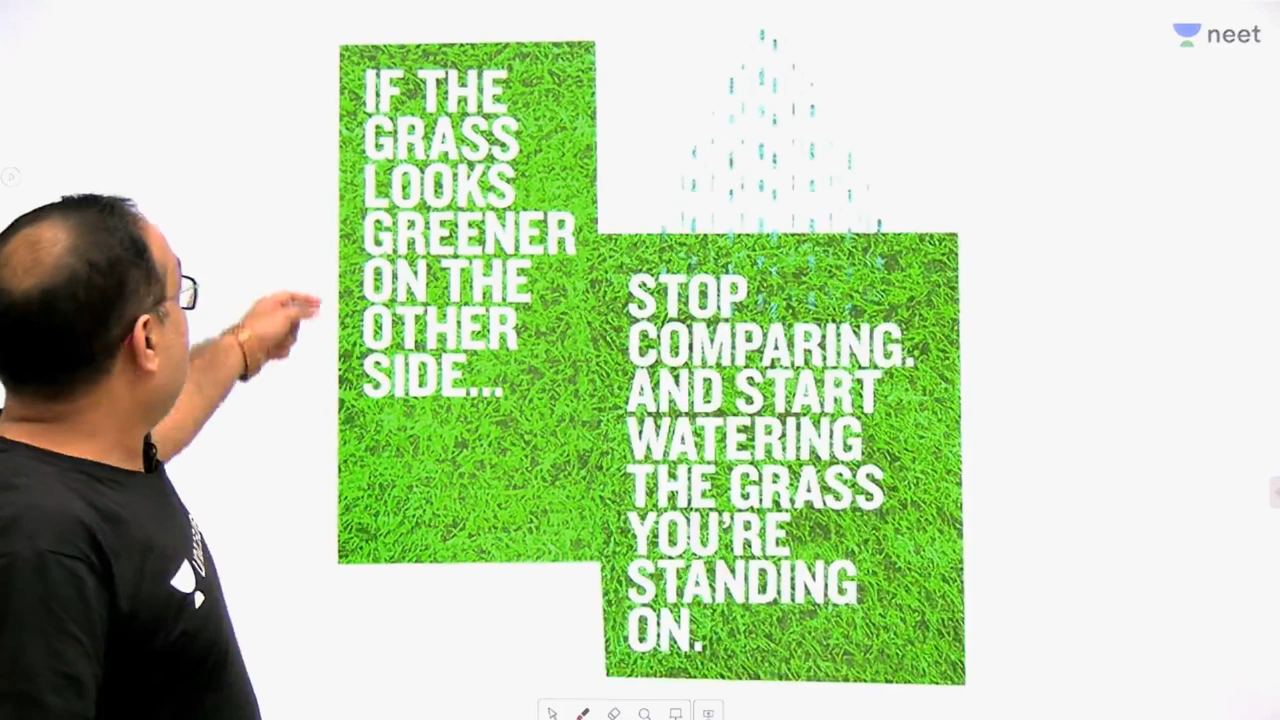 neet
IF THE
GRASS
LOOKS
GREENER
ON THE
OTHER
SIDE...
STOP
COMPARING.
AND START
WATERING
THE GRASS
YOU'RE
STANDING
ON.